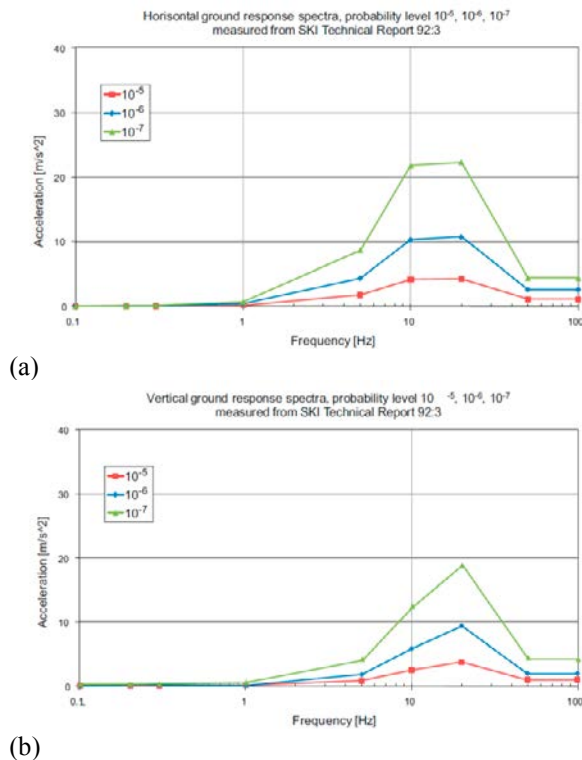 Horisontal ground response spectra, probability level 10⁻⁵, 10⁻⁶, 10⁻⁷
measured from SKI Technical Report 92:3
40
30
20
10
0
Acceleration [m/s^2]
10⁻⁵
10⁻⁶
10⁻⁷
0.1 1 10 100
Frequency [Hz]
(a)
Vertical ground response spectra, probability level 10 ⁻⁵, 10⁻⁶, 10⁻⁷
measured from SKI Technical Report 92:3
40
30
20
10
0
Acceleration [m/s^2]
10⁻⁵
10⁻⁶
10⁻⁷
0.1 1 10 100
Frequency [Hz]
(b)